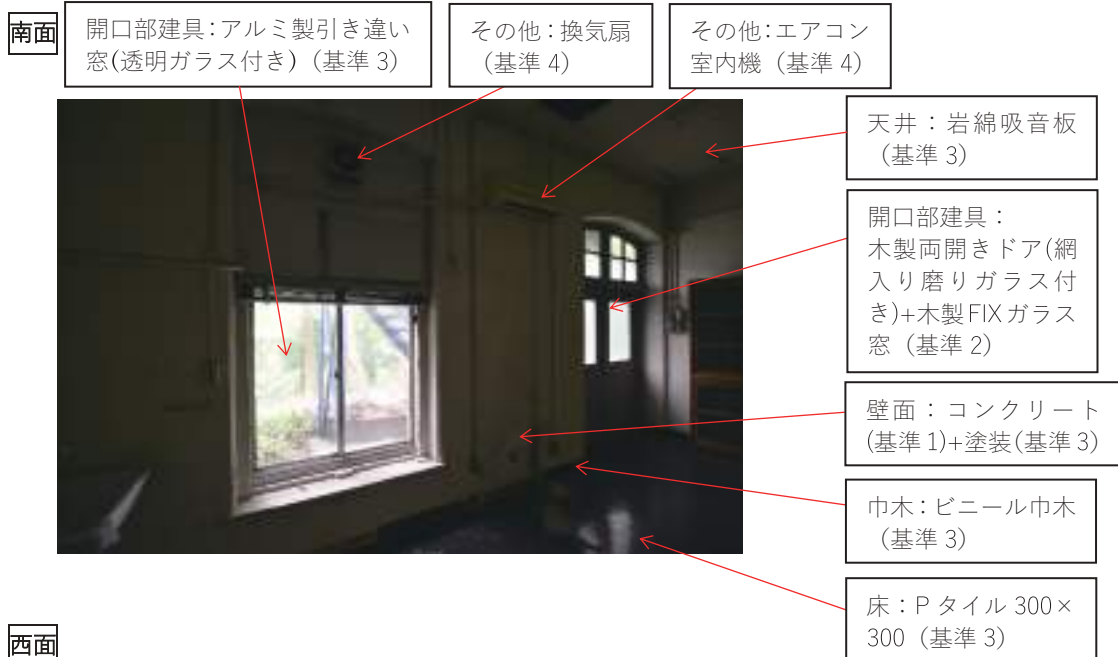 南面
開口部建具：アルミ製引き違い
窓(透明ガラス付き)（基準 3）
その他：換気扇
（基準 4）
その他：エアコン
室内機（基準 4）
天井：岩綿吸音板
（基準 3）
開口部建具：
木製両開きドア(網
入り磨りガラス付
き)+木製 FIX ガラス
窓（基準 2）
壁面：コンクリート
(基準 1)+塗装(基準 3)
巾木：ビニール巾木
（基準 3）
床：P タイル 300×
300（基準 3）
西面